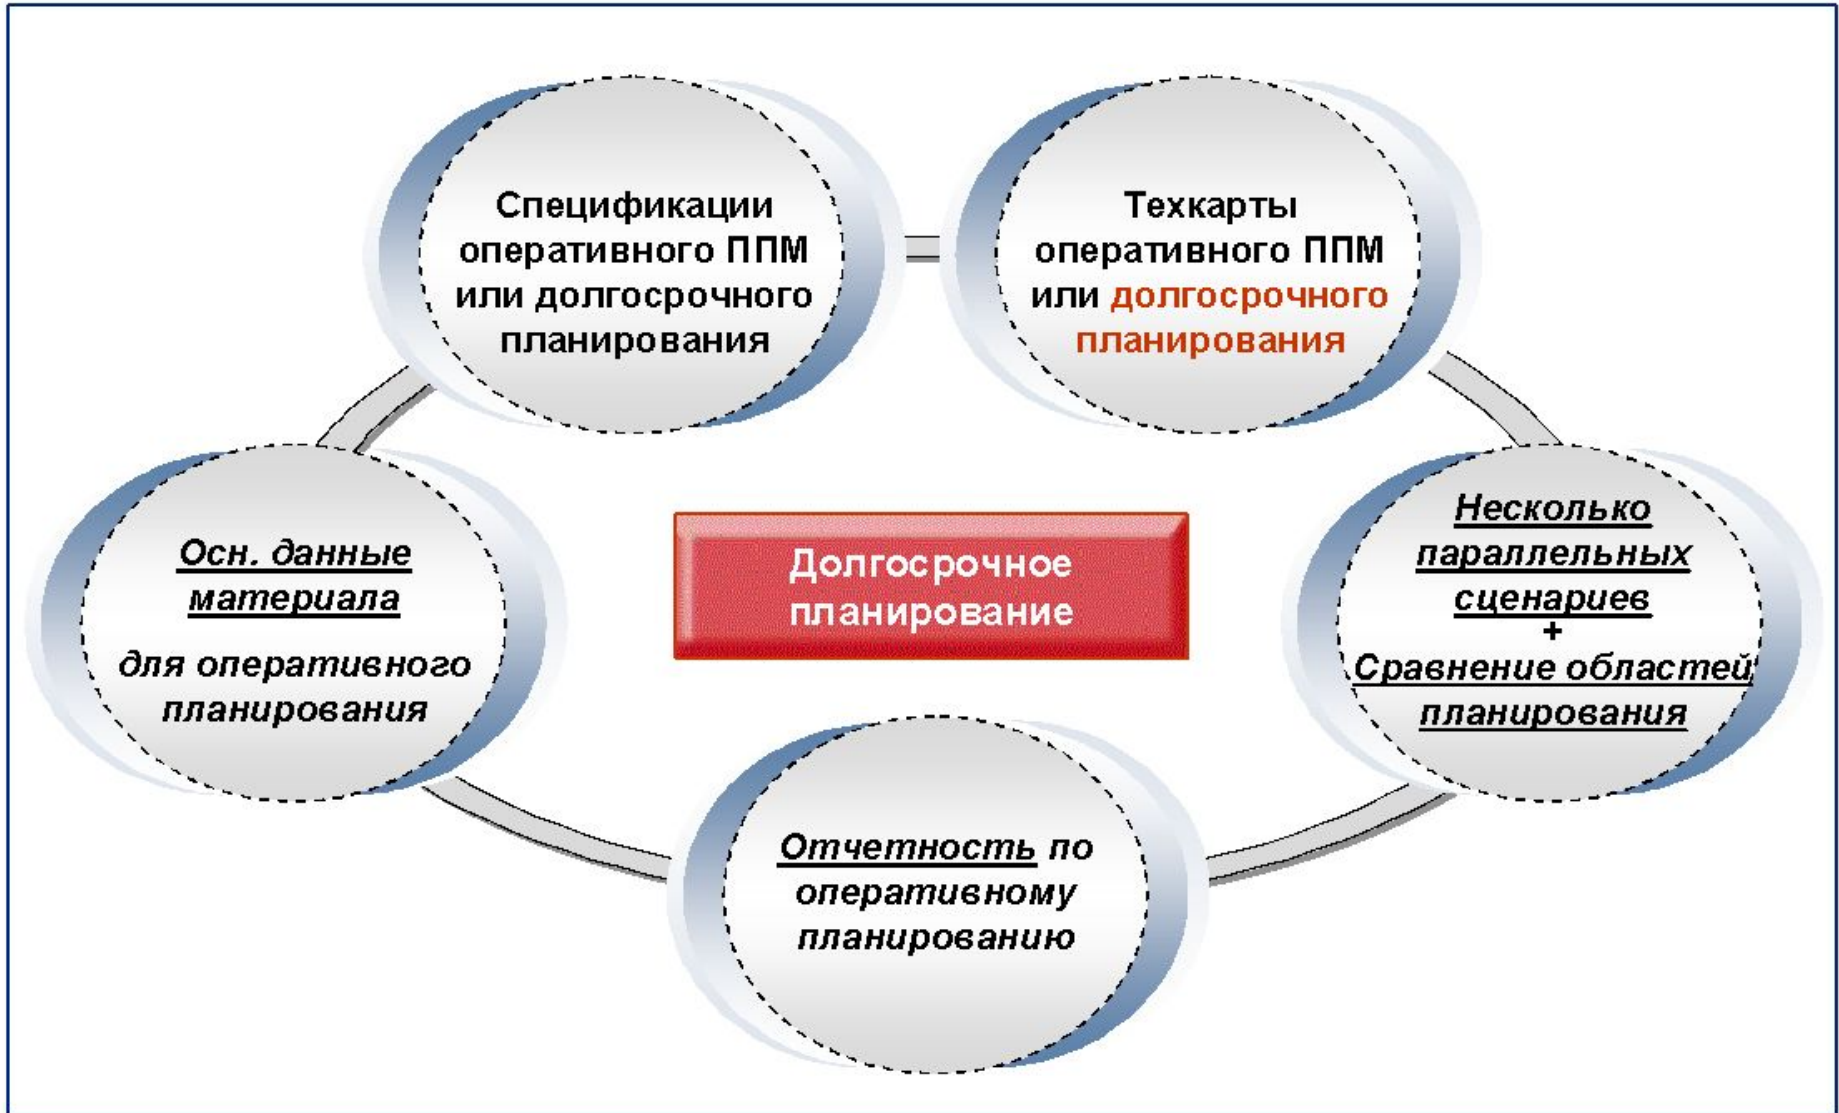 Спецификации
оперативного ППМ
или долгосрочного
планирования
Техкарты
оперативного ППМ
или долгосрочного
планирования
Осн. данные
материала
для оперативного
планирования
Долгосрочное
планирование
Несколько
параллельных
сценариев
+
Сравнение областей
планирования
Отчетность по
оперативному
планированию